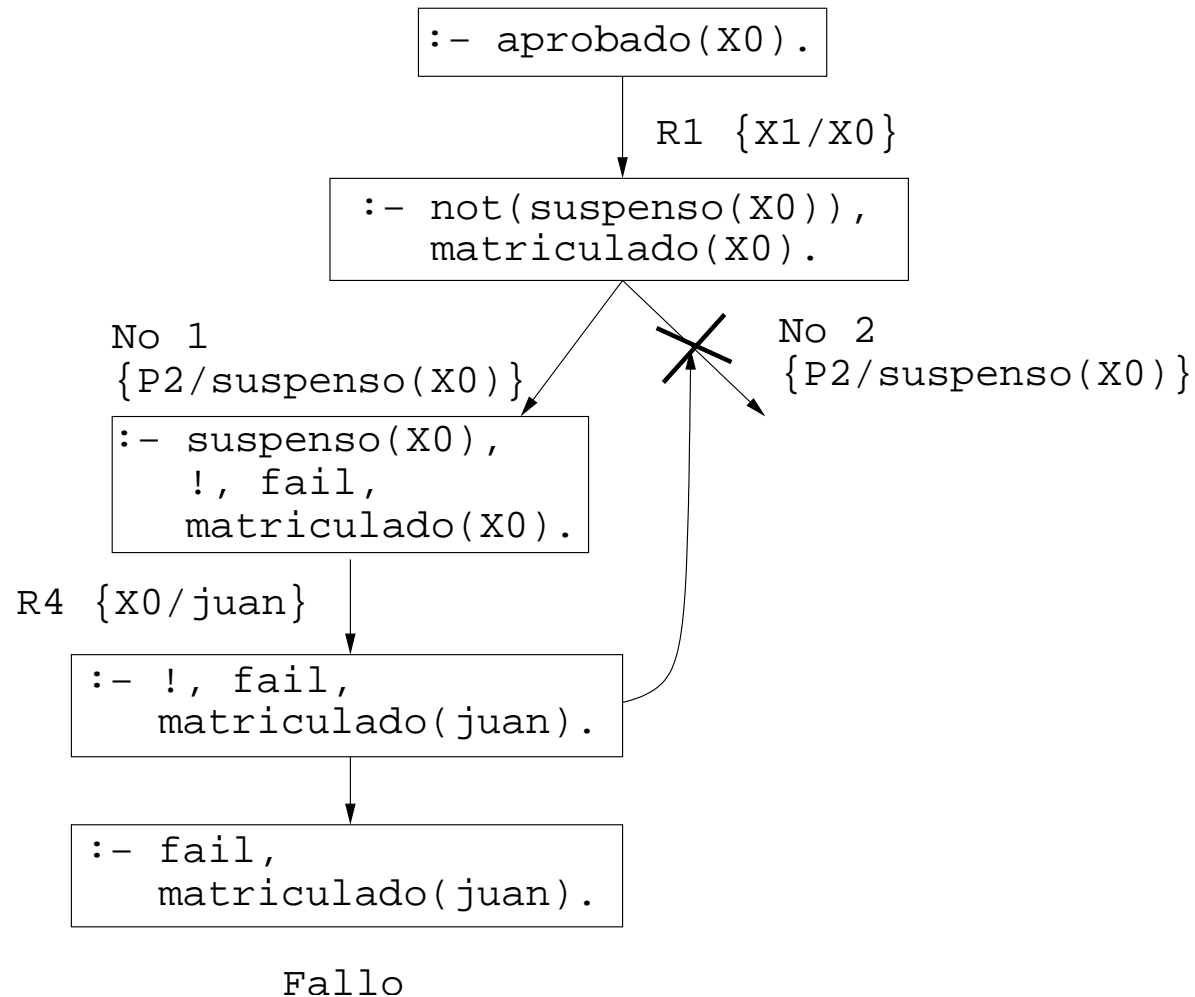 :- aprobado(X0).
R1 {X1/X0}
:- not(suspenso(X0)),
matriculado(X0).
No 1
{P2/suspenso(X0)}
No 2
{P2/suspenso(X0)}
:- suspenso(X0),
!, fail,
matriculado(X0).
R4 {X0/juan}
:- !, fail,
matriculado(juan).
:- fail,
matriculado(juan).
Fallo